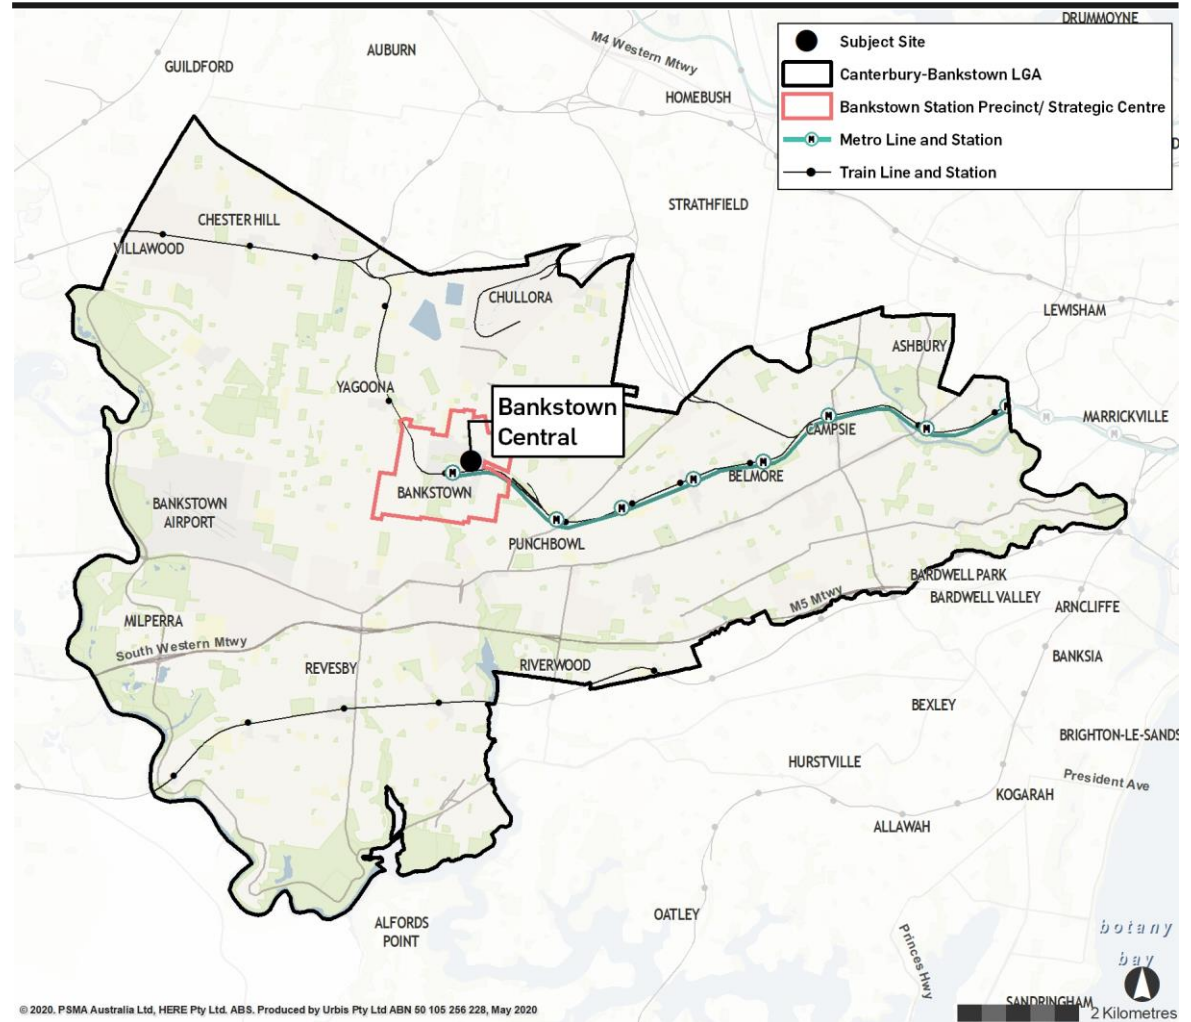 DRUMMOYNE
AUBURN
M4 Western Mtwy
GUILDFORD
HOMEBUSH
Subject Site
Canterbury-Bankstown LGA
Bankstown Station Precinct/ Strategic Centre
M Metro Line and Station
Train Line and Station
STRATHFIELD
CHESTER HILL
VILLAWOOD
CHULLORA
LEWISHAM
ASHBURY
YAGOONA
Bankstown
Central
MARRICKVILLE
CAMPSIE
BELMORE
BANKSTOWN
BANKSTOWN
AIRPORT
PUNCHBOWL
BARDWELL PARK
BARDWELL VALLEY
M5 Mtwy
ARNCLIFFE
MILPERRA
South Western Mtwy
REVESBY
RIVERWOOD
BANKSIA
BEXLEY
BRIGHTON-LE-SANDS
HURSTVILLE
President Ave
KOGARAH
ALLAWAH
OATLEY
ALFORDS
POINT
Princes Hwy
botany
bay
SANDRINGHAM
2 Kilometres
© 2020. PSMA Australia Ltd, HERE Pty Ltd. ABS. Produced by Urbis Pty Ltd ABN 50 105 256 228, May 2020